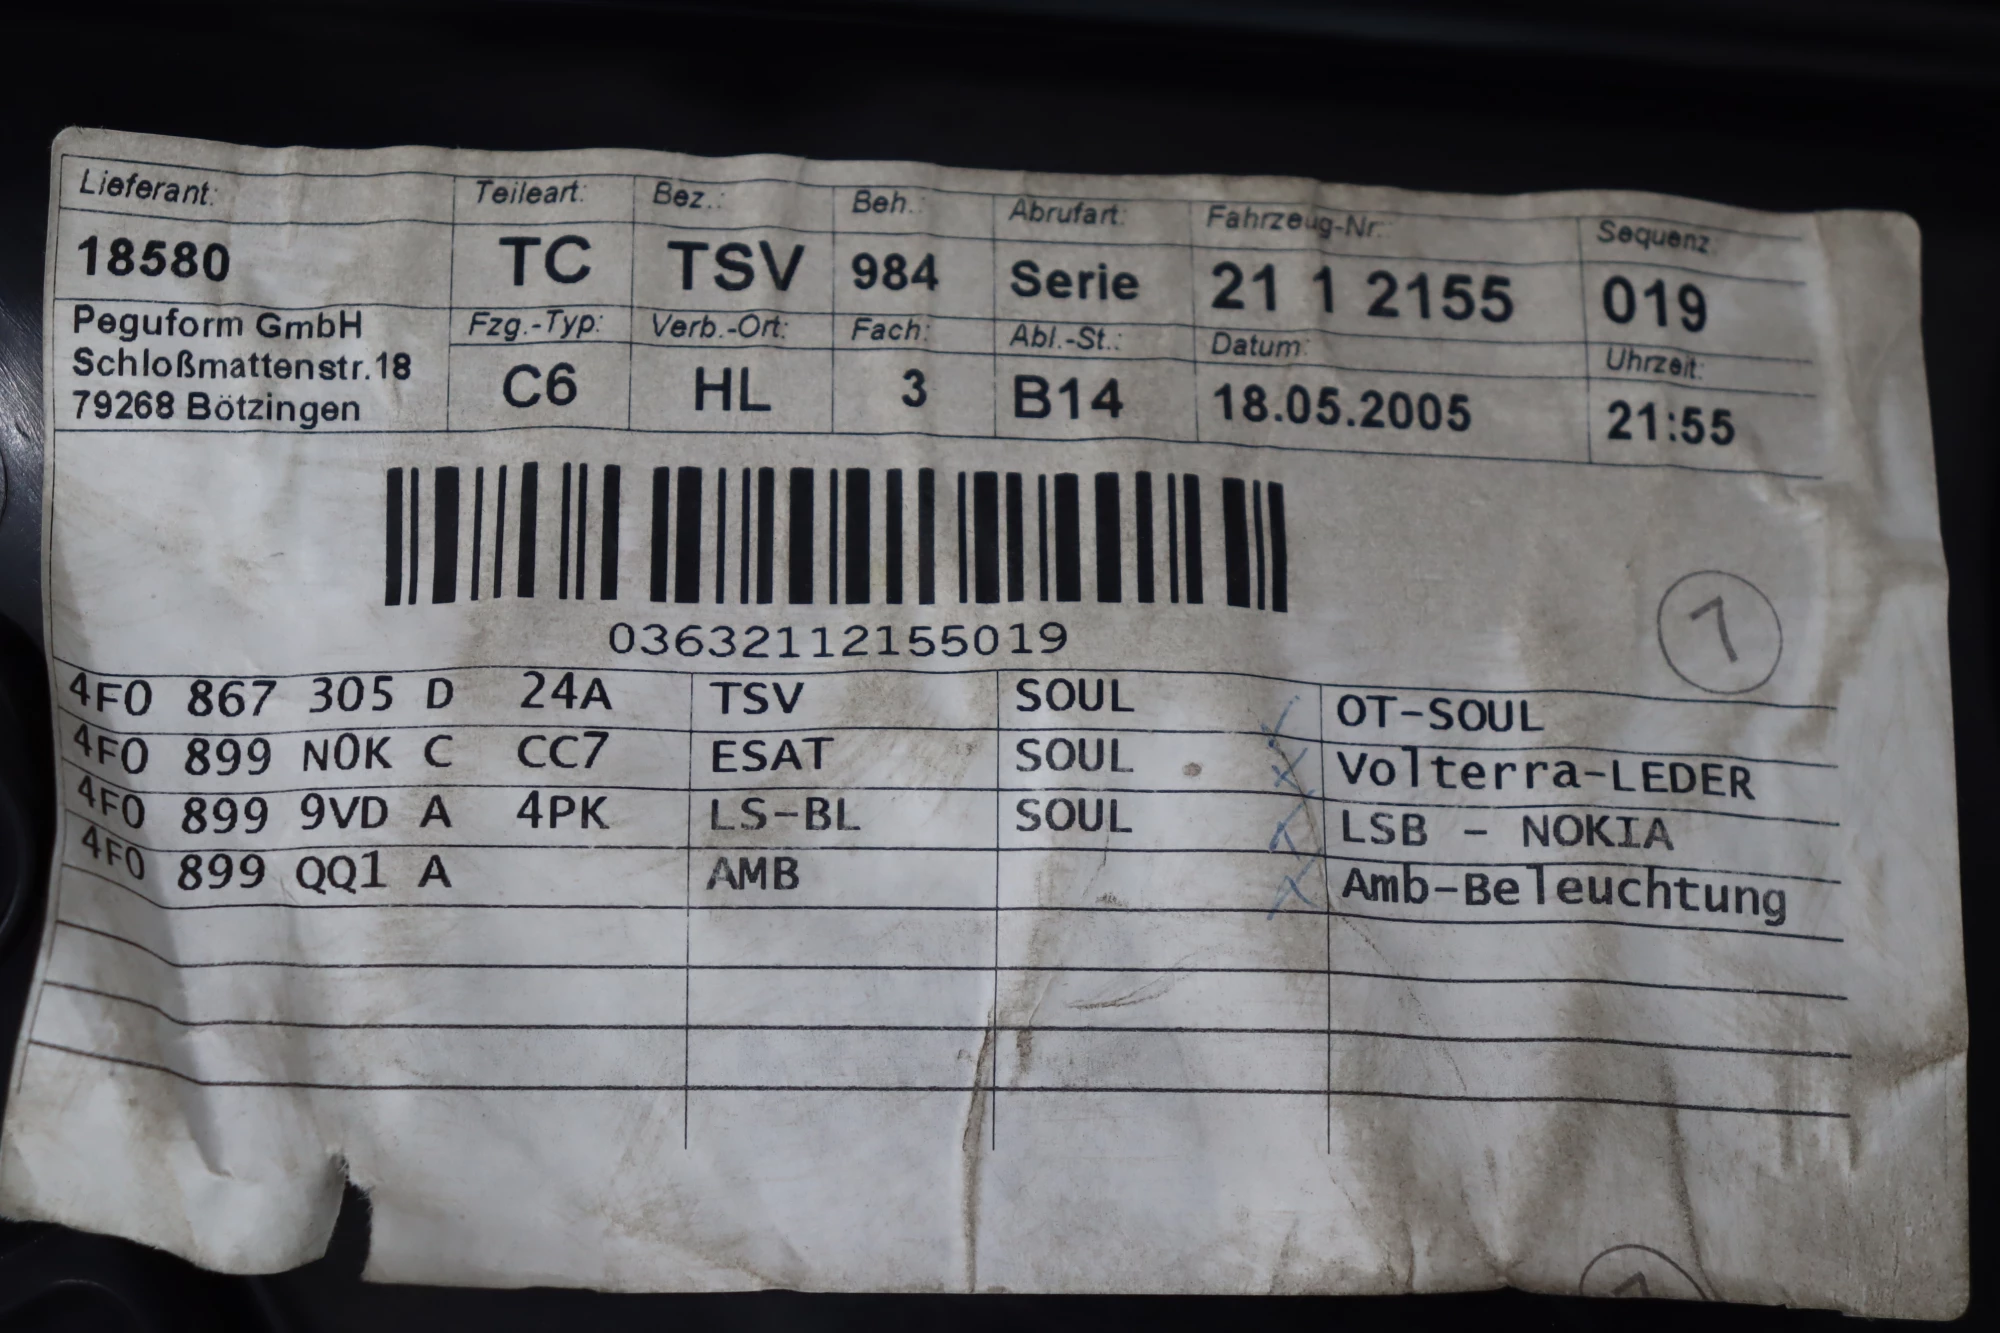 Lieferant: Teileart: Bez.: Beh.: Abrufart: Fahrzeug-Nr.: Sequenz:
18580 TC TSV 984 Serie 21 1 2155 019
Peguform GmbH Fzg.-Typ: Verb.-Ort: Fach: Abl.-St.: Datum: Uhrzeit:
Schloßmattenstr.18 C6 HL 3 B14 18.05.2005 21:55
79268 Bötzingen
03632112155019
7
4F0 867 305 D 24A TSV SOUL OT-SOUL
4F0 899 N0K C CC7 ESAT SOUL Volterra-LEDER
4F0 899 9VD A 4PK LS-BL SOUL LSB - NOKIA
4F0 899 QQ1 A AMB Amb-Beleuchtung